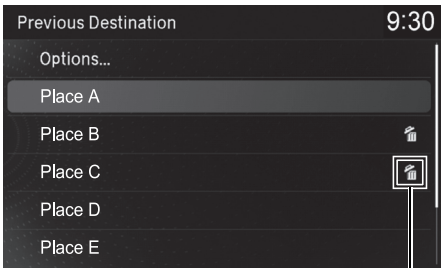 Previous Destination 9:30
Options...
Place A
Place B
Place C
Place D
Place E